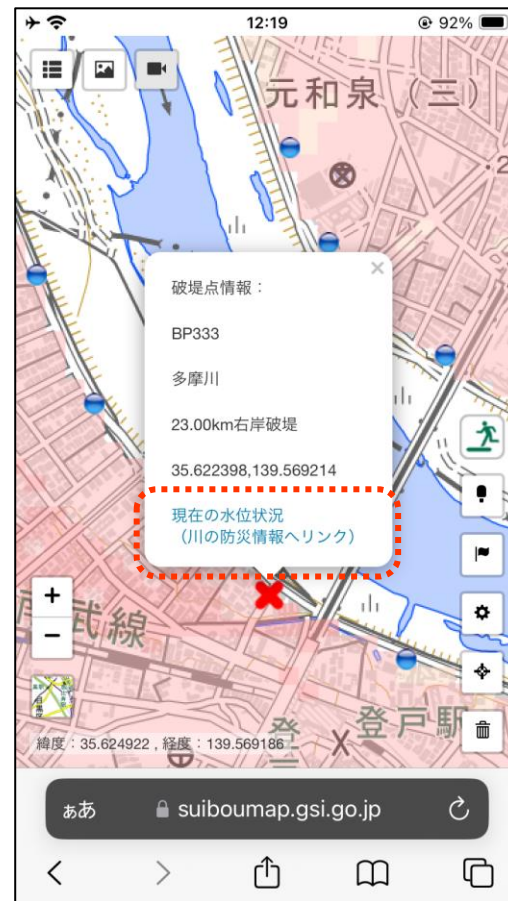 12:19
92%
元和泉（三）
破堤点情報：
BP333
多摩川
23.00km右岸破堤
35.622398,139.569214
現在の水位状況
（川の防災情報へリンク）
武線
登戸駅
緯度：35.624922 , 経度：139.569186
ぁあ
suiboumap.gsi.go.jp